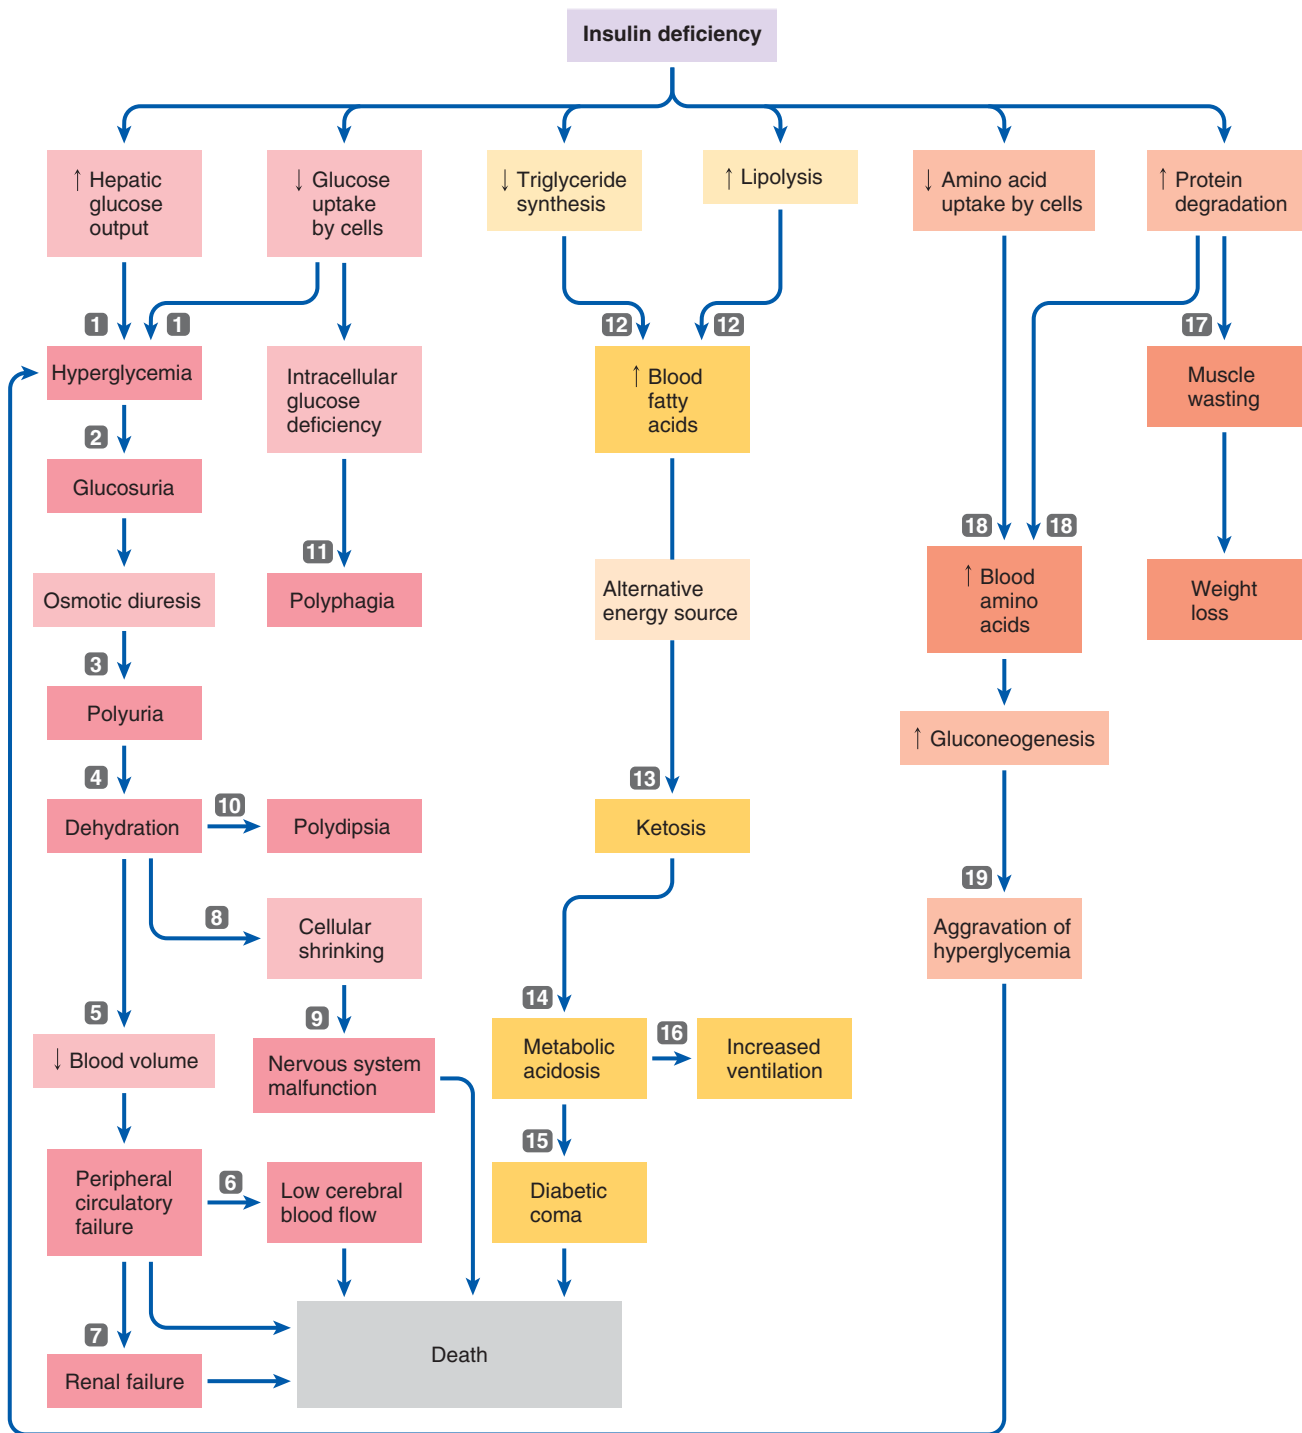 Insulin deficiency
↑ Hepatic
glucose
output
↓ Glucose
uptake
by cells
↓ Triglyceride
synthesis
↑ Lipolysis
↓ Amino acid
uptake by cells
↑ Protein
degradation
1
1
12
12
17
Hyperglycemia
Intracellular
glucose
deficiency
↑ Blood
fatty
acids
Muscle
wasting
2
Glucosuria
11
18
18
Osmotic diuresis
Polyphagia
Alternative
energy source
↑ Blood
amino
acids
Weight
loss
3
Polyuria
↑ Gluconeogenesis
4
10
13
Dehydration
Polydipsia
Ketosis
19
8
Cellular
shrinking
Aggravation of
hyperglycemia
5
9
14
16
↓ Blood volume
Nervous system
malfunction
Metabolic
acidosis
Increased
ventilation
15
Peripheral
circulatory
failure
6
Low cerebral
blood flow
Diabetic
coma
7
Renal failure
Death